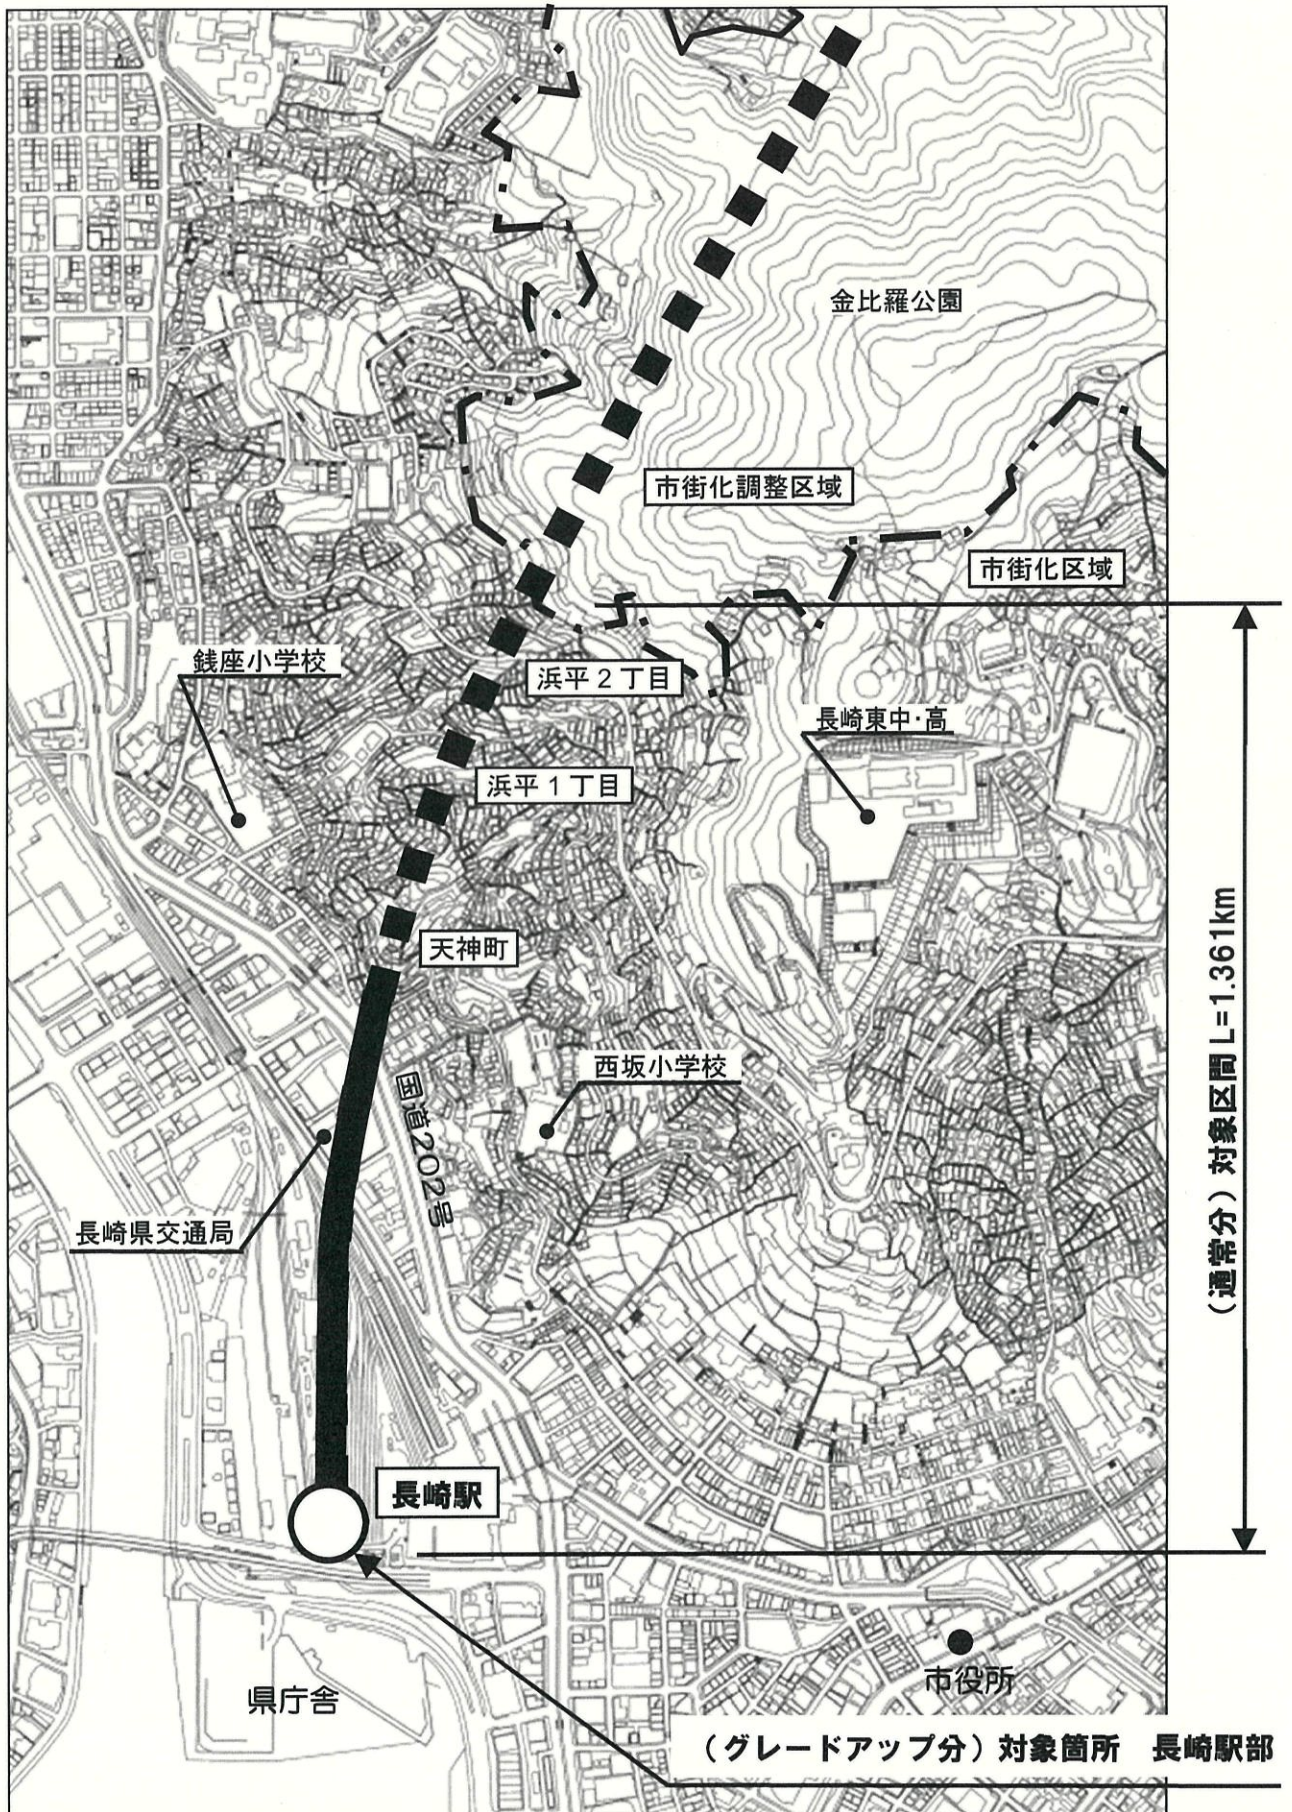 金比羅公園
市街化調整区域
市街化区域
銭座小学校
浜平2丁目
長崎東中・高
浜平1丁目
天神町
(通常分)対象区間 L=1.361km
西坂小学校
国道202号
長崎県交通局
長崎駅
市役所
県庁舎
(グレードアップ分)対象箇所 長崎駅部